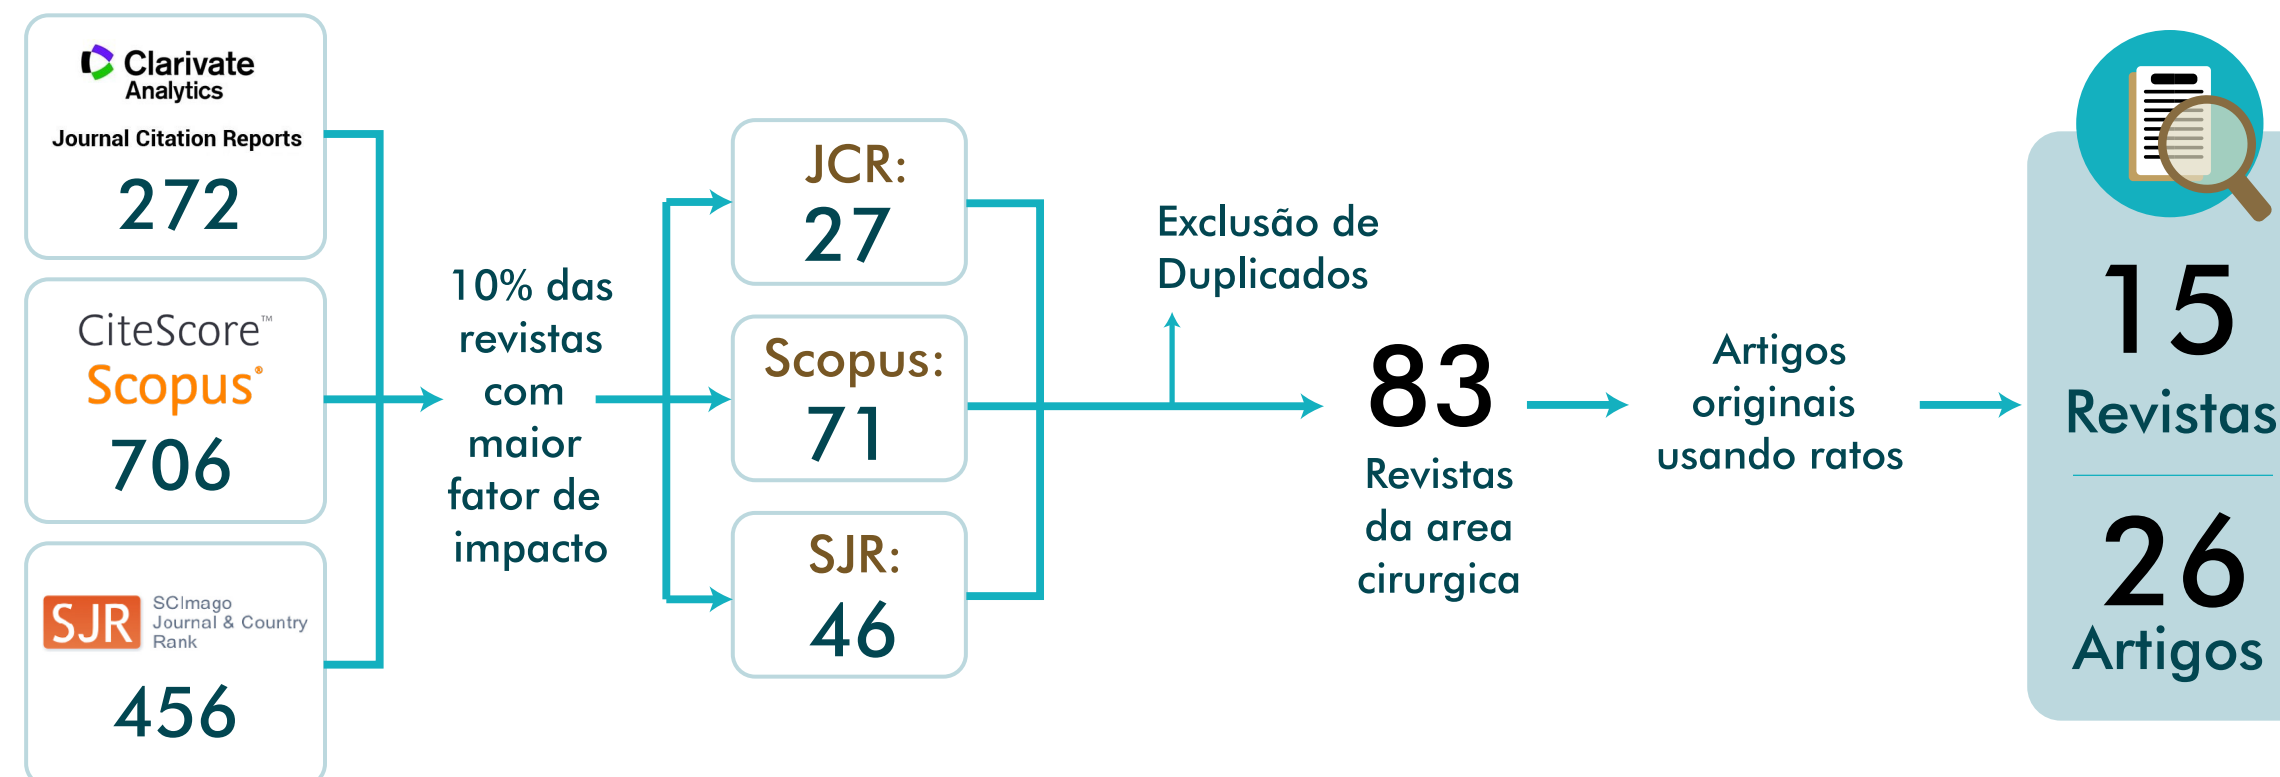 Clarivate
Analytics
Journal Citation Reports
272
CiteScore™
Scopus®
706
SJR
SCImago
Journal & Country
Rank
456
10% das
revistas
com
maior
fator de
impacto
JCR:
27
Scopus:
71
SJR:
46
Exclusão de
Duplicados
83
Revistas
da area
cirurgica
Artigos
originais
usando ratos
15
Revistas
26
Artigos